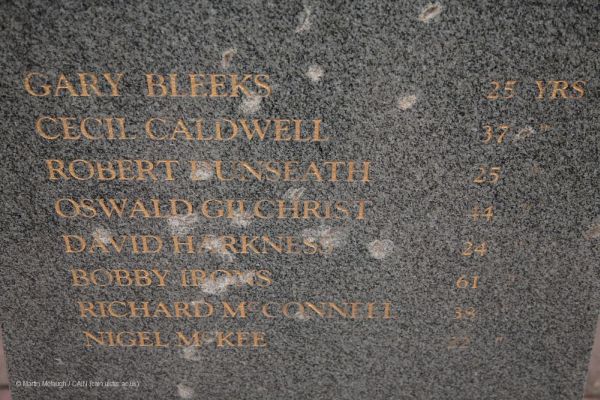 GARY BLEEKS 25 YRS
CECIL CALDWELL 37 "
ROBERT DUNSEATH 25 "
OSWALD GILCHRIST 44 "
DAVID HARKNESS 24 "
BOBBY IRONS 61 "
RICHARD McCONNELL 38 "
NIGEL McKEE 22 "
© Martin Melaugh / CAIN (cain.ulster.ac.uk)